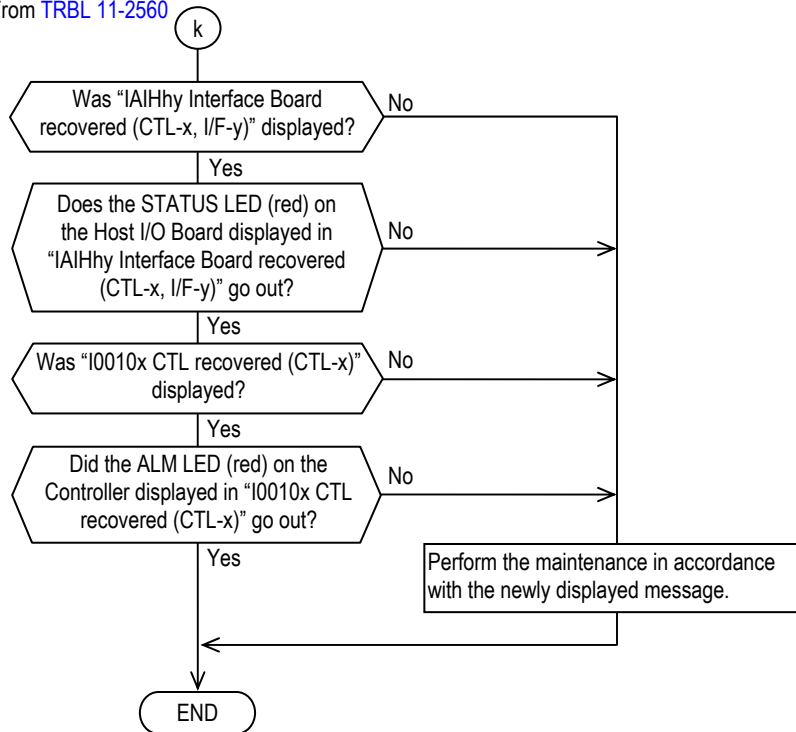 from TRBL 11-2560
k
Was “IAIHhy Interface Board
recovered (CTL-x, I/F-y)” displayed?
No
Yes
Does the STATUS LED (red) on
the Host I/O Board displayed in
“IAIHhy Interface Board recovered
(CTL-x, I/F-y)” go out?
No
Yes
Was “I0010x CTL recovered (CTL-x)”
displayed?
No
Yes
Did the ALM LED (red) on the
Controller displayed in “I0010x CTL
recovered (CTL-x)” go out?
No
Yes
Perform the maintenance in accordance
with the newly displayed message.
END